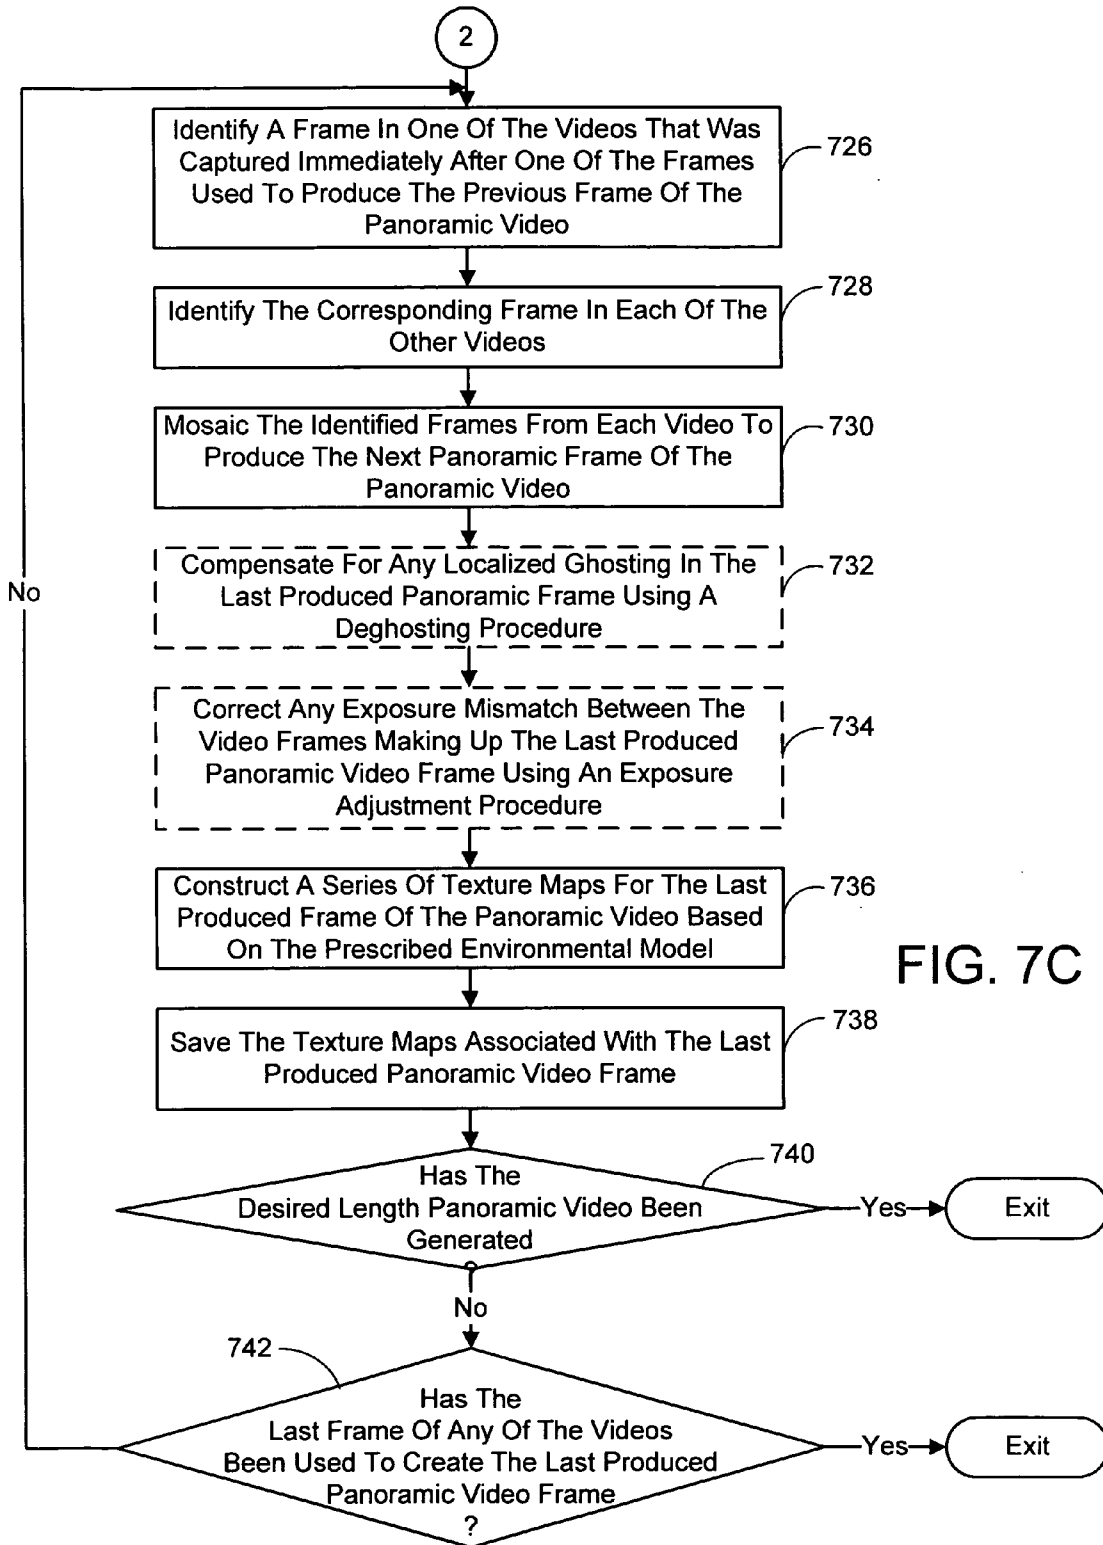 2
Identify A Frame In One Of The Videos That Was
Captured Immediately After One Of The Frames
Used To Produce The Previous Frame Of The
Panoramic Video
726
Identify The Corresponding Frame In Each Of The
Other Videos
728
Mosaic The Identified Frames From Each Video To
Produce The Next Panoramic Frame Of The
Panoramic Video
730
Compensate For Any Localized Ghosting In The
Last Produced Panoramic Frame Using A
Deghosting Procedure
732
No
Correct Any Exposure Mismatch Between The
Video Frames Making Up The Last Produced
Panoramic Video Frame Using An Exposure
Adjustment Procedure
734
Construct A Series Of Texture Maps For The Last
Produced Frame Of The Panoramic Video Based
On The Prescribed Environmental Model
736
FIG. 7C
Save The Texture Maps Associated With The Last
Produced Panoramic Video Frame
738
Has The
Desired Length Panoramic Video Been
Generated
740
Yes
Exit
No
742
Has The
Last Frame Of Any Of The Videos
Been Used To Create The Last Produced
Panoramic Video Frame
?
Yes
Exit